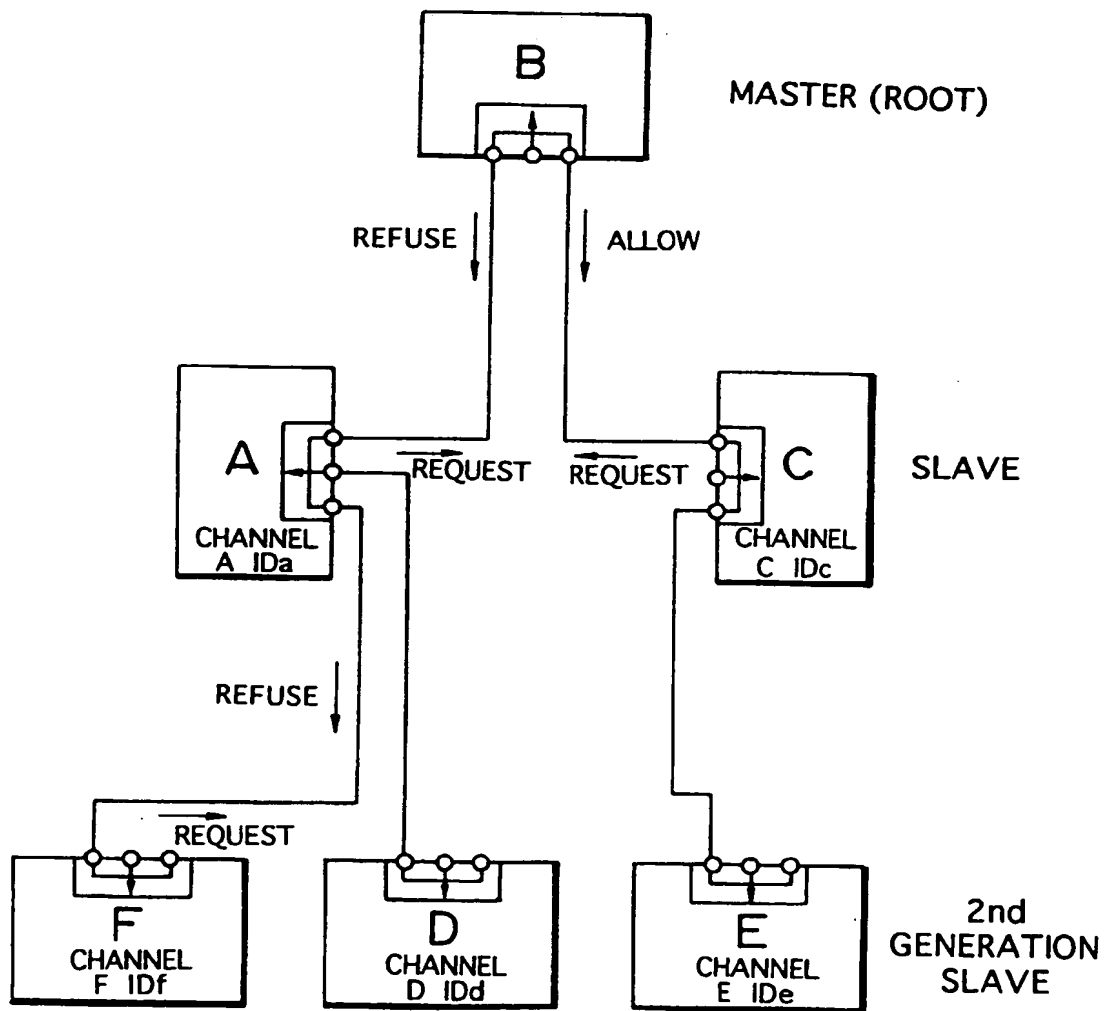 B
MASTER (ROOT)
REFUSE
ALLOW
A
REQUEST
REQUEST
C
SLAVE
CHANNEL
A IDa
CHANNEL
C IDc
REFUSE
REQUEST
F
CHANNEL
F IDf
D
CHANNEL
D IDd
E
CHANNEL
E IDe
2nd
GENERATION
SLAVE